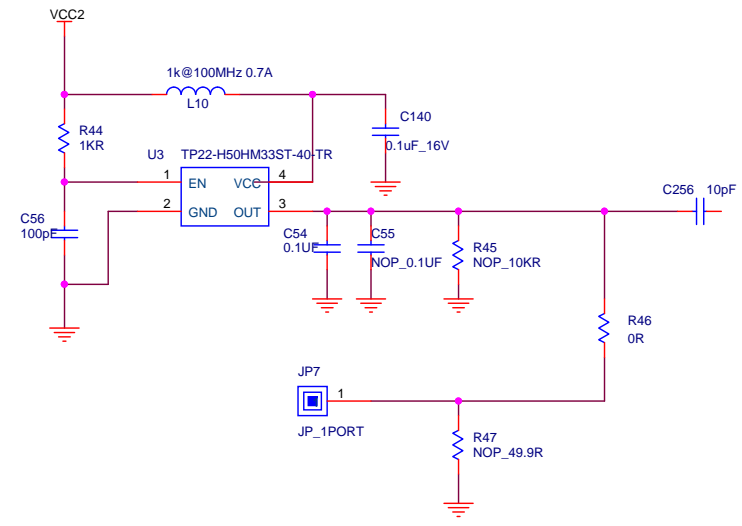 VCC2
1k@100MHz 0.7A
L10
C140
0.1uF_16V
R44
1KR
U3 TP22-H50HM33ST-40-TR
1 EN VCC 4
2 GND OUT 3
C56
100pF
C256 10pF
C54
0.1UF
C55
NOP_0.1UF
R45
NOP_10KR
R46
0R
JP7
1
JP_1PORT
R47
NOP_49.9R